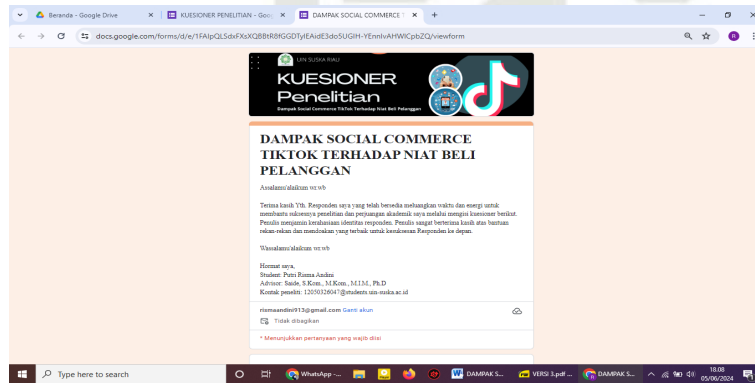 Beranda - Google Drive
KUESIONER PENELITIAN - Goo
DAMPAK SOCIAL COMMERCE T
docs.google.com/forms/d/e/1FAIpQLSdxFXsXQBBtR8fGGDTyIEAidE3do5UGIH-YEnnIvAHWICpbZQ/viewform
R
UIN SUSKA RIAU
KUESIONER
Penelitian
Dampak Social Commerce TikTok Terhadap Niat Beli Pelanggan
DAMPAK SOCIAL COMMERCE
TIKTOK TERHADAP NIAT BELI
PELANGGAN
Assalamu'alaikum wr.wb
Terima kasih Yth. Responden saya yang telah bersedia meluangkan waktu dan energi untuk
membantu suksesnya penelitian dan perjuangan akademik saya melalui mengisi kuesioner berikut.
Penulis menjamin kerahasiaan identitas responden. Penulis sangat berterima kasih atas bantuan
rekan-rekan dan mendoakan yang terbaik untuk kesuksesan Responden ke depan.
Wassalamu'alaikum wr.wb
Hormat saya,
Student: Putri Risma Andini
Advisor: Saide, S.Kom., M.Kom., M.I.M., Ph.D
Kontak peneliti: 12050326047@students.uin-suska.ac.id
rismaandini913@gmail.com Ganti akun
Tidak dibagikan
* Menunjukkan pertanyaan yang wajib diisi
Type here to search
WhatsApp -...
DAMPAK S...
VERSI 3.pdf ...
DAMPAK S...
18.08
05/06/2024